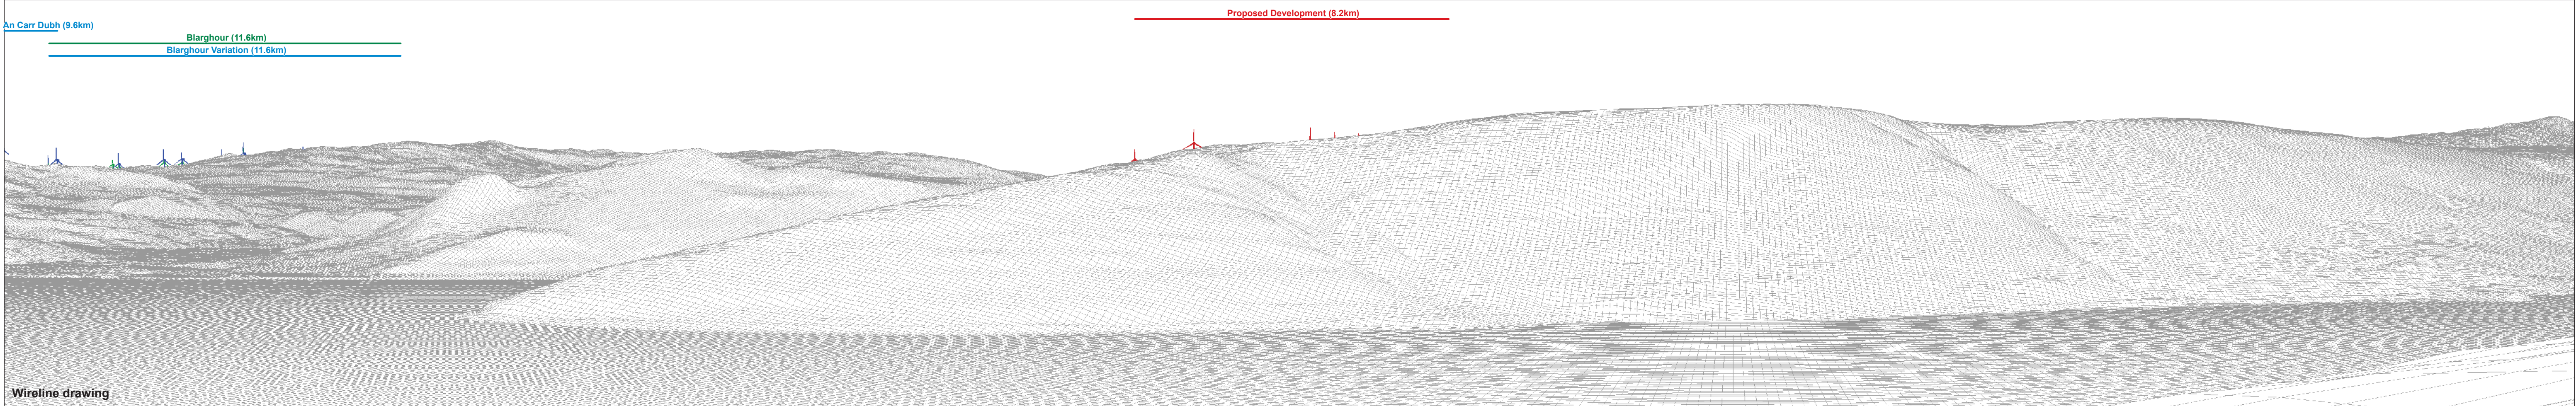 Proposed Development (8.2km)
An Carr Dubh (9.6km)
Blarghour (11.6km)
Blarghour Variation (11.6km)
Wireline drawing